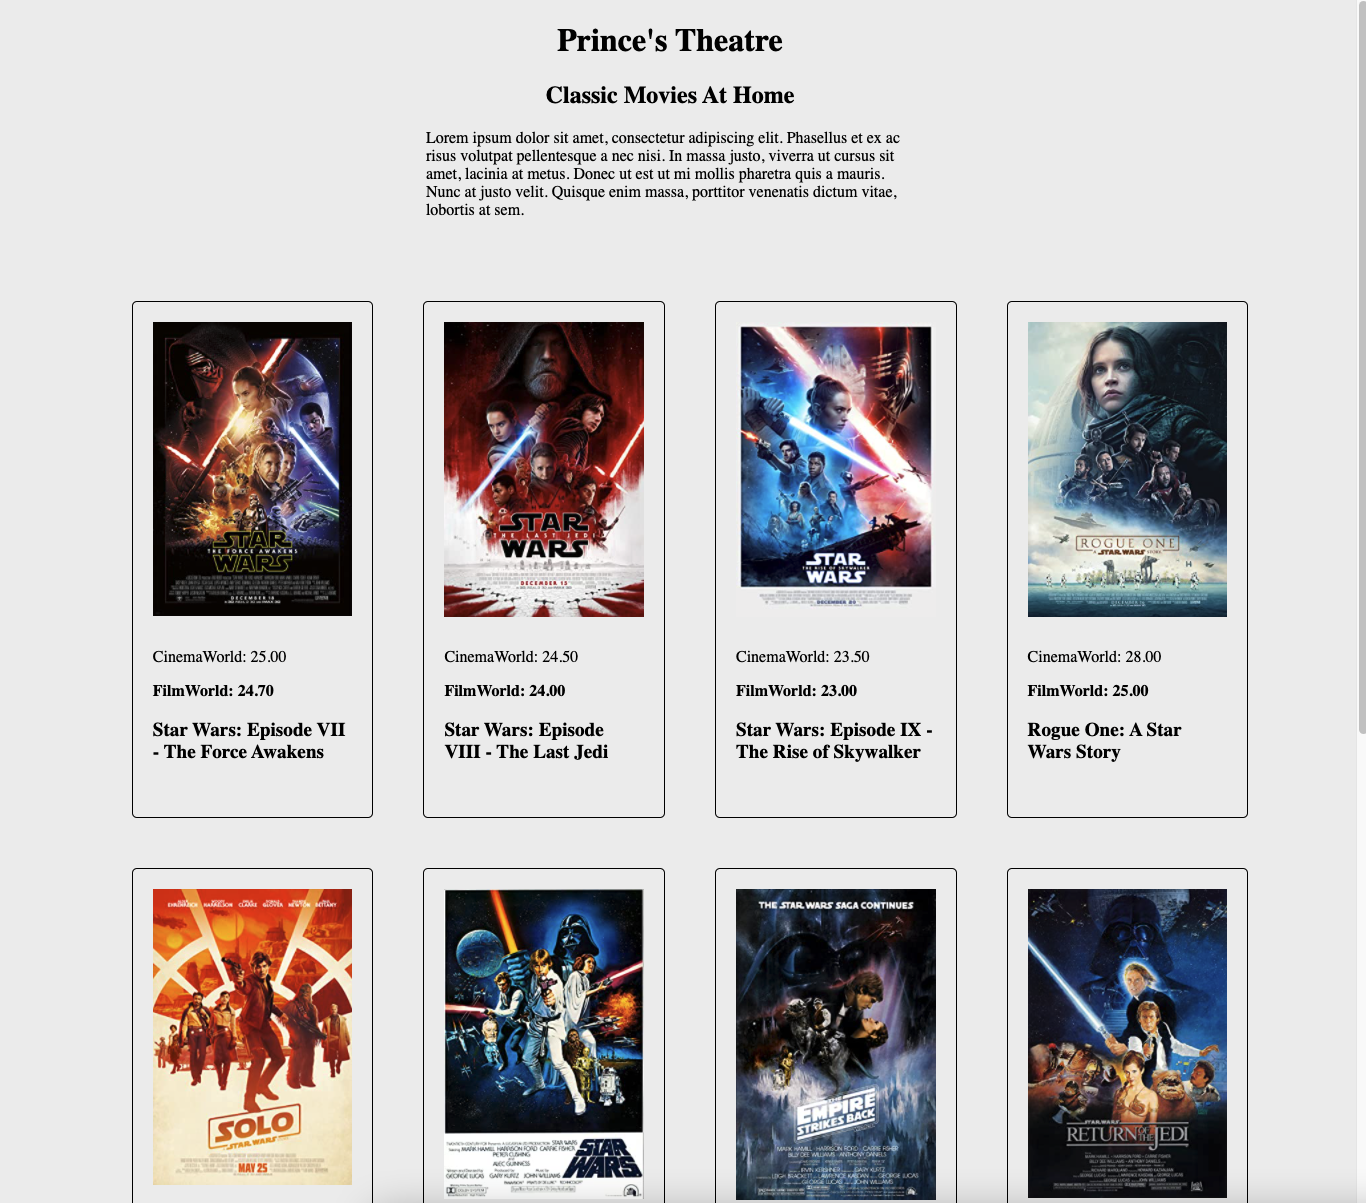 Prince's Theatre
Classic Movies At Home
Lorem ipsum dolor sit amet, consectetur adipiscing elit. Phasellus et ex ac
risus volutpat pellentesque a nec nisi. In massa justo, viverra ut cursus sit
amet, lacinia at metus. Donec ut est ut mi mollis pharetra quis a mauris.
Nunc at justo velit. Quisque enim massa, porttitor venenatis dictum vitae,
lobortis at sem.
STAR
THE FORCE AWAKENS
WARS
DECEMBER 18
CinemaWorld: 25.00
FilmWorld: 24.70
Star Wars: Episode VII
- The Force Awakens
STAR
THE LAST JEDI
WARS
DECEMBER 15
CinemaWorld: 24.50
FilmWorld: 24.00
Star Wars: Episode
VIII - The Last Jedi
STAR
THE RISE OF SKYWALKER
WARS
DECEMBER 20
CinemaWorld: 23.50
FilmWorld: 23.00
Star Wars: Episode IX -
The Rise of Skywalker
ROGUE ONE
A STAR WARS STORY
CinemaWorld: 28.00
FilmWorld: 25.00
Rogue One: A Star
Wars Story
SOLO
A STAR WARS STORY
MAY 25
STAR
WARS
THE STAR WARS SAGA CONTINUES
THE
EMPIRE
STRIKES BACK
STAR WARS
RETURN OF THE JEDI